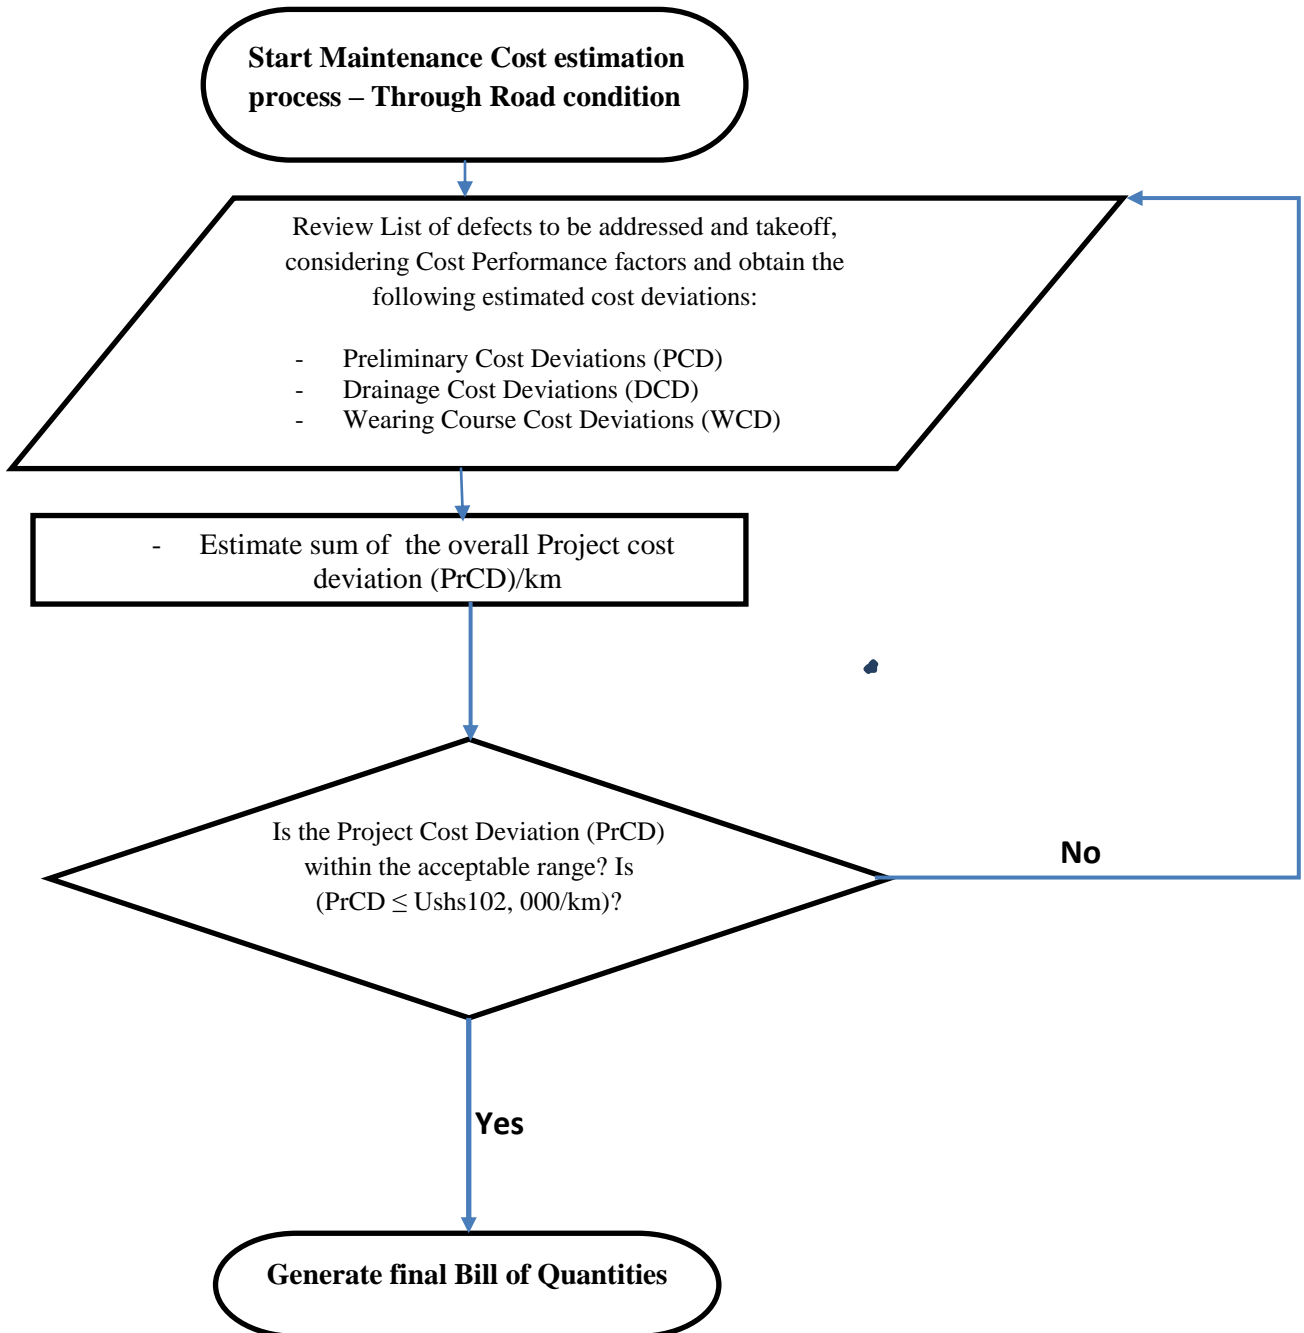 Start Maintenance Cost estimation
process – Through Road condition
Review List of defects to be addressed and takeoff,
considering Cost Performance factors and obtain the
following estimated cost deviations:
- Preliminary Cost Deviations (PCD)
- Drainage Cost Deviations (DCD)
- Wearing Course Cost Deviations (WCD)
- Estimate sum of the overall Project cost
deviation (PrCD)/km
Is the Project Cost Deviation (PrCD)
within the acceptable range? Is
(PrCD ≤ Ushs102, 000/km)?
No
Yes
Generate final Bill of Quantities